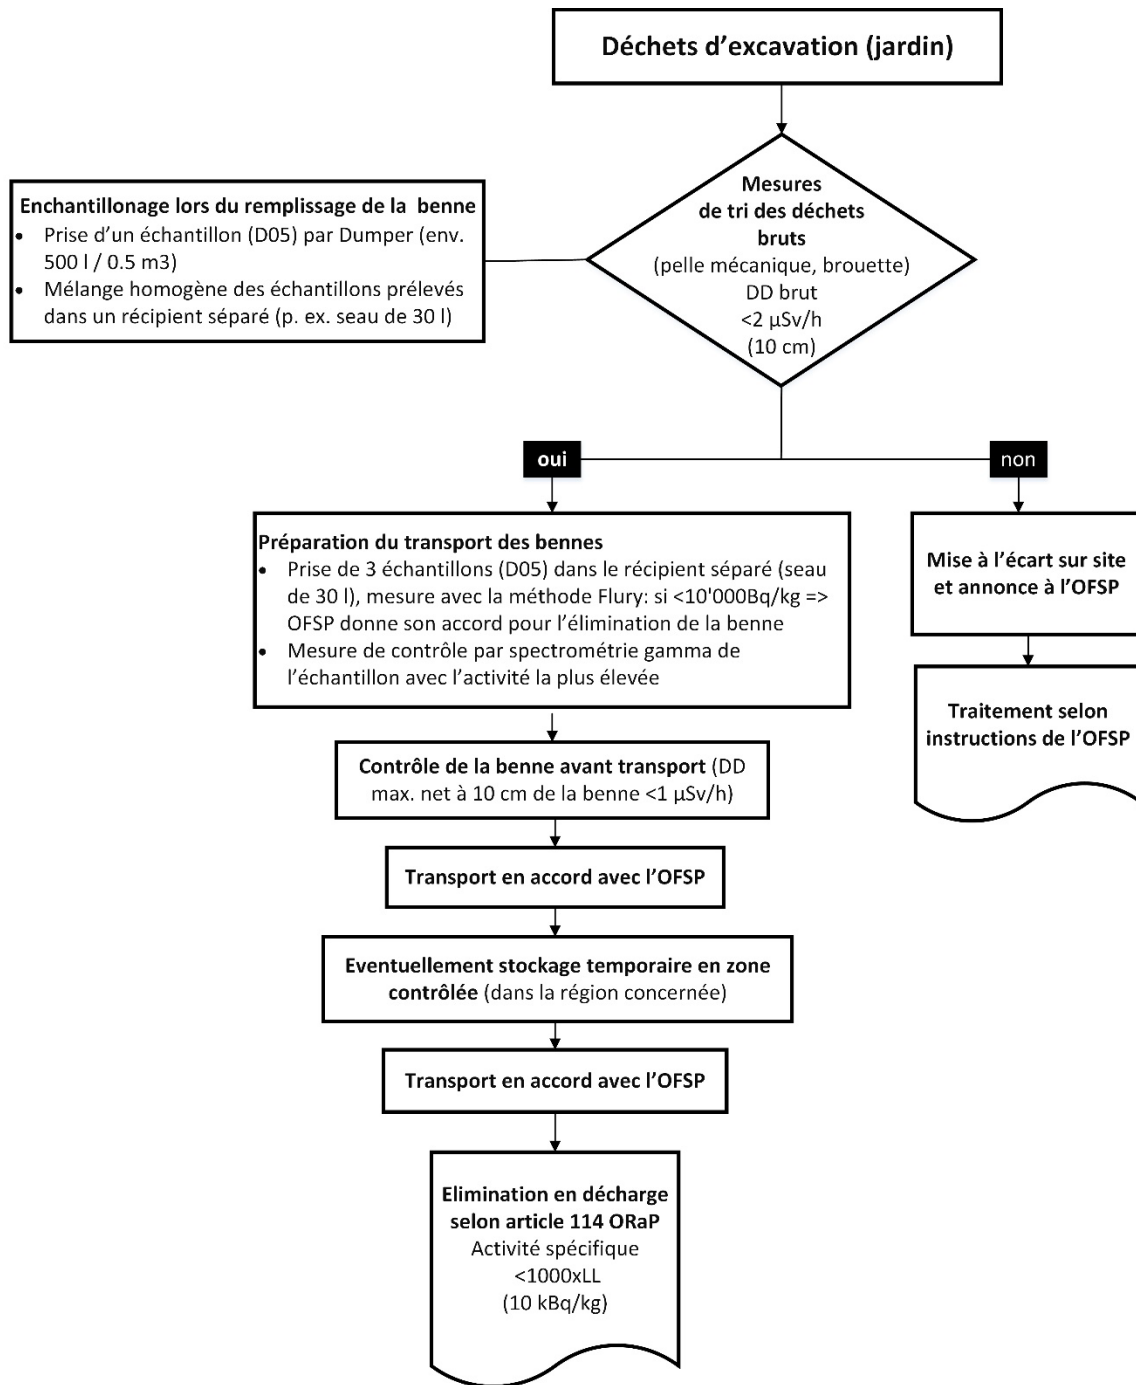 Déchets d’excavation (jardin)
Mesures
de tri des déchets
bruts
(pelle mécanique, brouette)
DD brut
<2 µSv/h
(10 cm)
Enchantillonage lors du remplissage de la benne
• Prise d’un échantillon (D05) par Dumper (env.
500 l / 0.5 m3)
• Mélange homogène des échantillons prélevés
dans un récipient séparé (p. ex. seau de 30 l)
oui
non
Préparation du transport des bennes
• Prise de 3 échantillons (D05) dans le récipient séparé (seau
de 30 l), mesure avec la méthode Flury: si <10'000Bq/kg =>
OFSP donne son accord pour l’élimination de la benne
• Mesure de contrôle par spectrométrie gamma de
l’échantillon avec l’activité la plus élevée
Mise à l’écart sur site
et annonce à l’OFSP
Traitement selon
instructions de l’OFSP
Contrôle de la benne avant transport (DD
max. net à 10 cm de la benne <1 µSv/h)
Transport en accord avec l’OFSP
Eventuellement stockage temporaire en zone
contrôlée (dans la région concernée)
Transport en accord avec l’OFSP
Elimination en décharge
selon article 114 ORaP
Activité spécifique
<1000xLL
(10 kBq/kg)